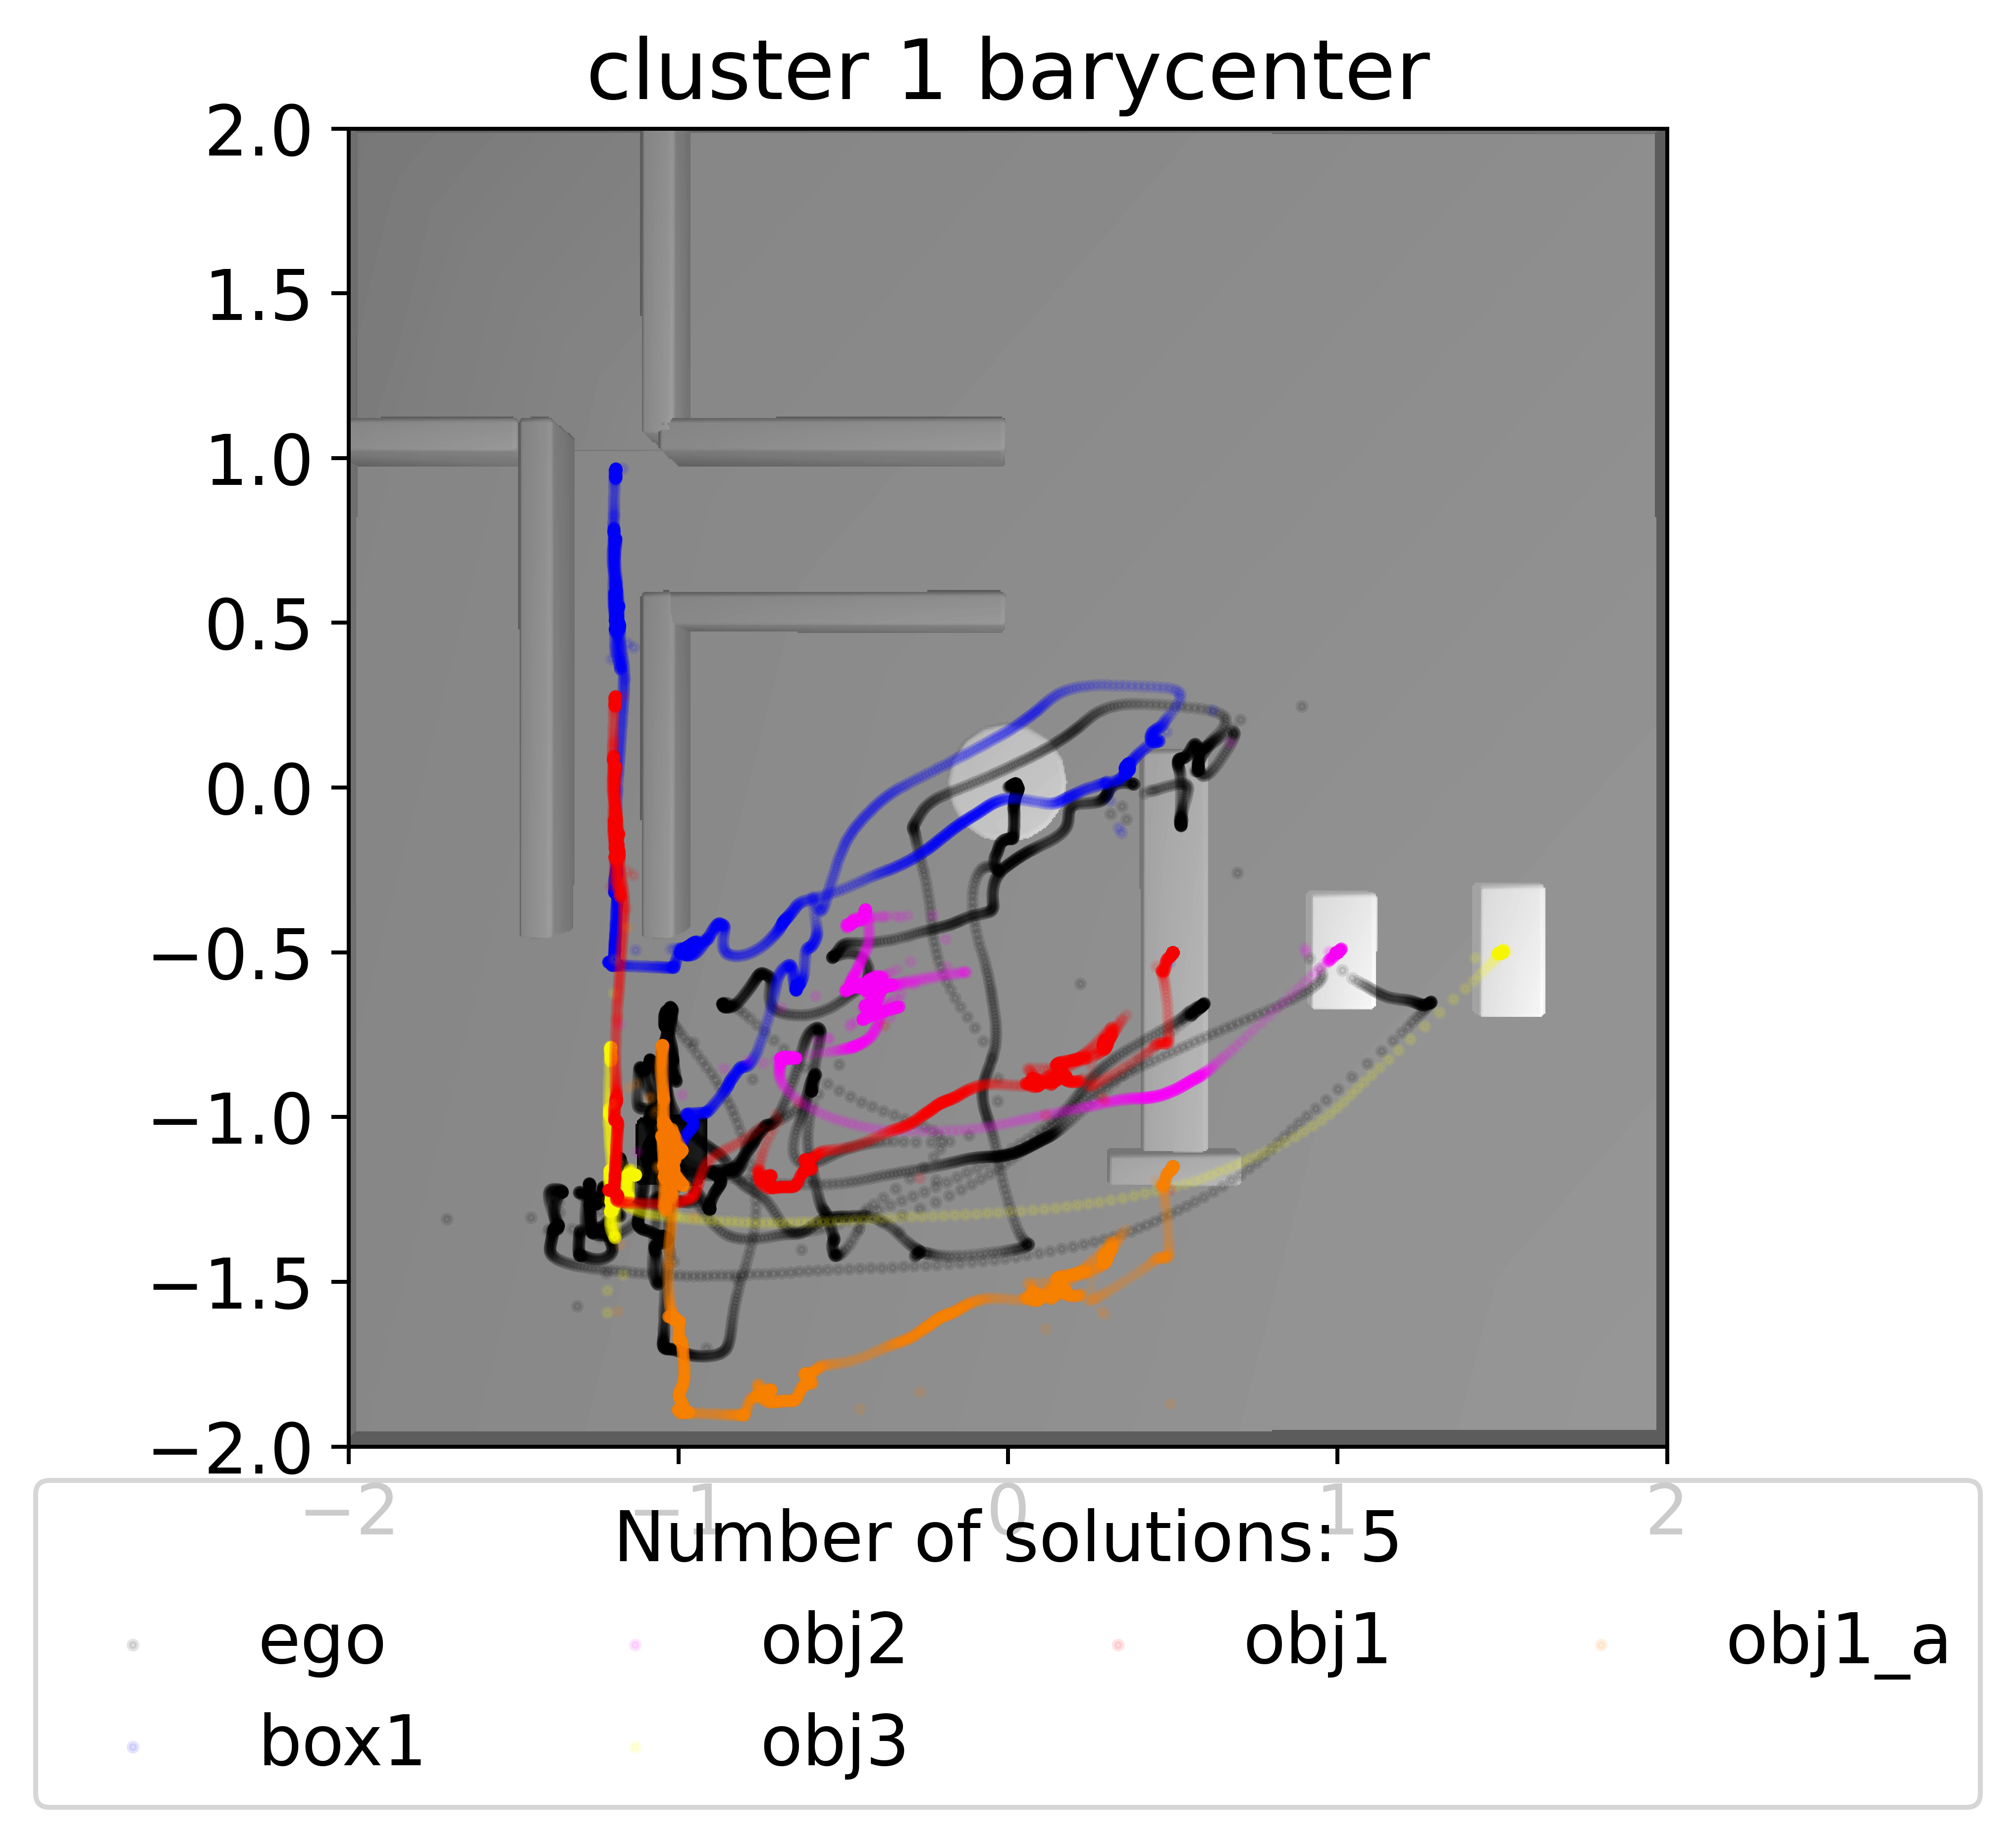 cluster 1 barycenter
2.0
1.5
1.0
0.5
0.0
−0.5
−1.0
−1.5
−2.0
−2 −1 0 1 2
Number of solutions: 5
ego obj2 obj1 obj1_a
box1 obj3